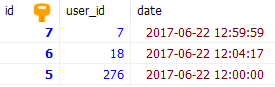 id user_id date
7 7 2017-06-22 12:59:59
6 18 2017-06-22 12:04:17
5 276 2017-06-22 12:00:00